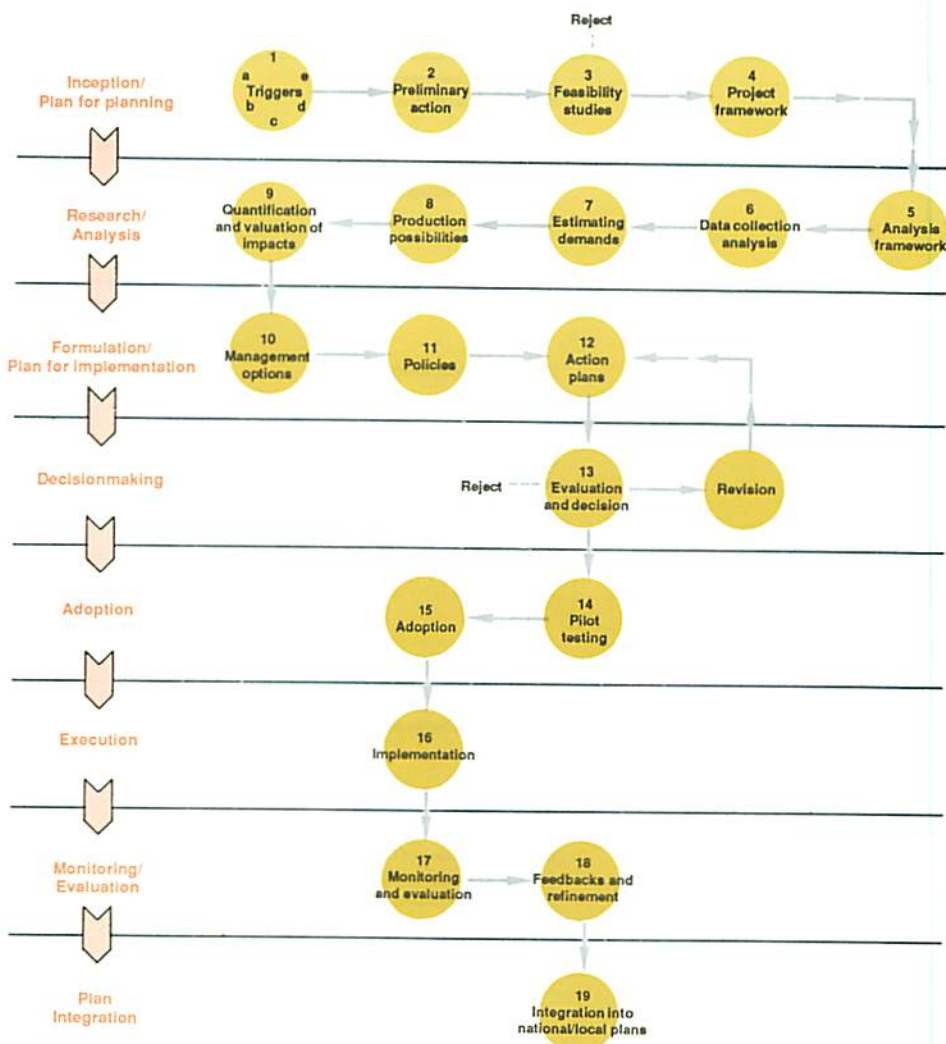 Reject
Inception/
Plan for planning
1
a e
Triggers
b d
c
2
Preliminary
action
3
Feasibility
studies
4
Project
framework
Research/
Analysis
9
Quantification
and valuation of
impacts
8
Production
possibilities
7
Estimating
demands
6
Data collection
analysis
5
Analysis
framework
Formulation/
Plan for implementation
10
Management
options
11
Policies
12
Action
plans
Decisionmaking
Reject
13
Evaluation
and decision
Revision
Adoption
15
Adoption
14
Pilot
testing
Execution
16
Implementation
Monitoring/
Evaluation
17
Monitoring
and evaluation
18
Feedbacks and
refinement
Plan
Integration
19
Integration into
national/local plans